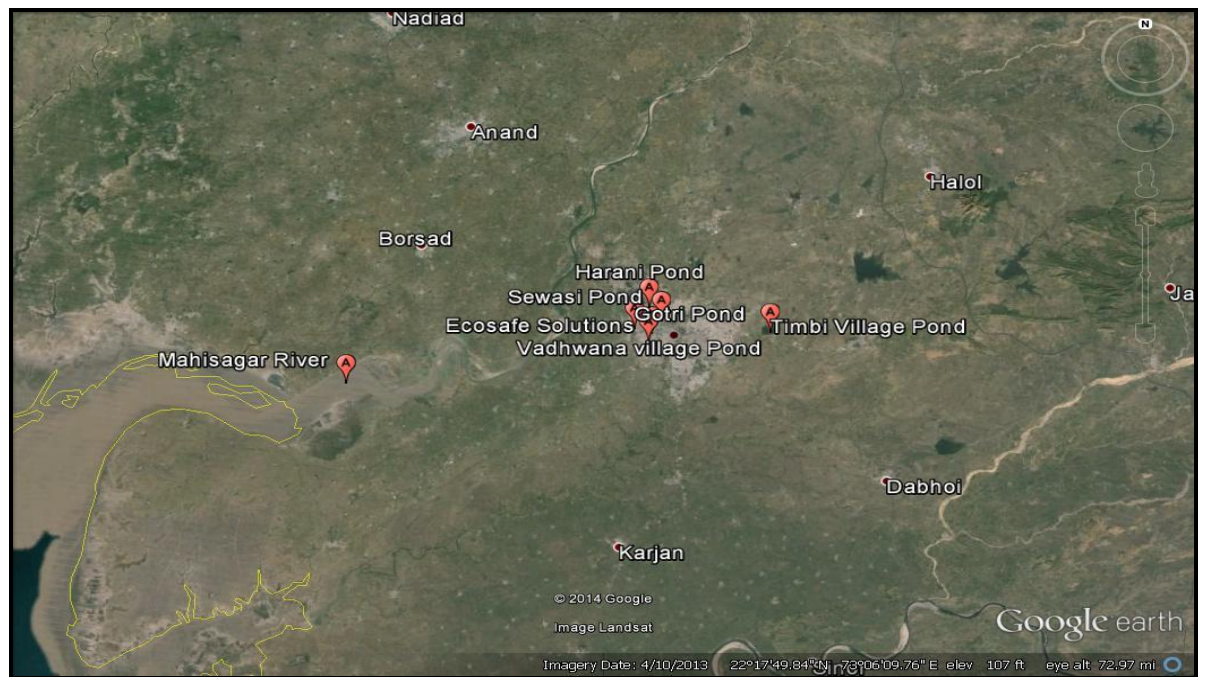 Nadiad
N
Anand
Halol
Borsad
Harani Pond
Ja
Sewasi Pond
Gotri Pond
Ecosafe Solutions
Timbi Village Pond
Vadhwana village Pond
Mahisagar River
A
A
A
A
A
Dabhoi
Karjan
© 2014 Google
Image Landsat
Google earth
Imagery Date: 4/10/2013 22°17'49.84" N 73°06'09.76" E elev 107 ft eye alt 72.97 mi